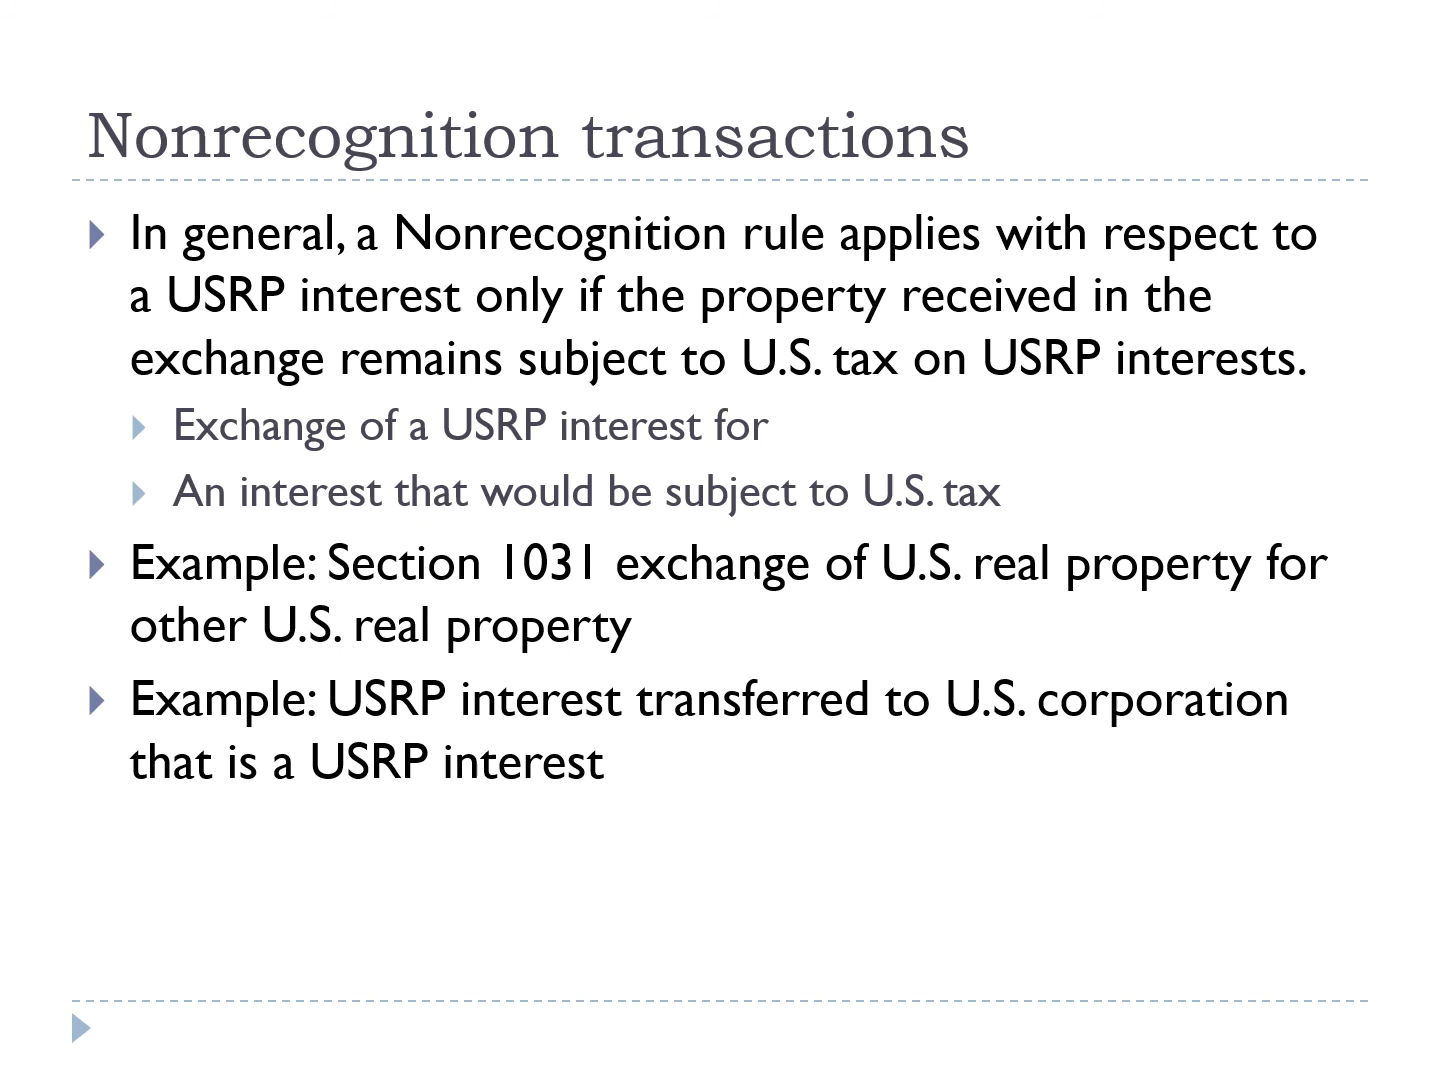 Nonrecognition transactions
In general, a Nonrecognition rule applies with respect to
a USRP interest only if the property received in the
exchange remains subject to U.S. tax on USRP interests.
Exchange of a USRP interest for
An interest that would be subject to U.S. tax
Example: Section 1031 exchange of U.S. real property for
other U.S. real property
Example: USRP interest transferred to U.S. corporation
that is a USRP interest